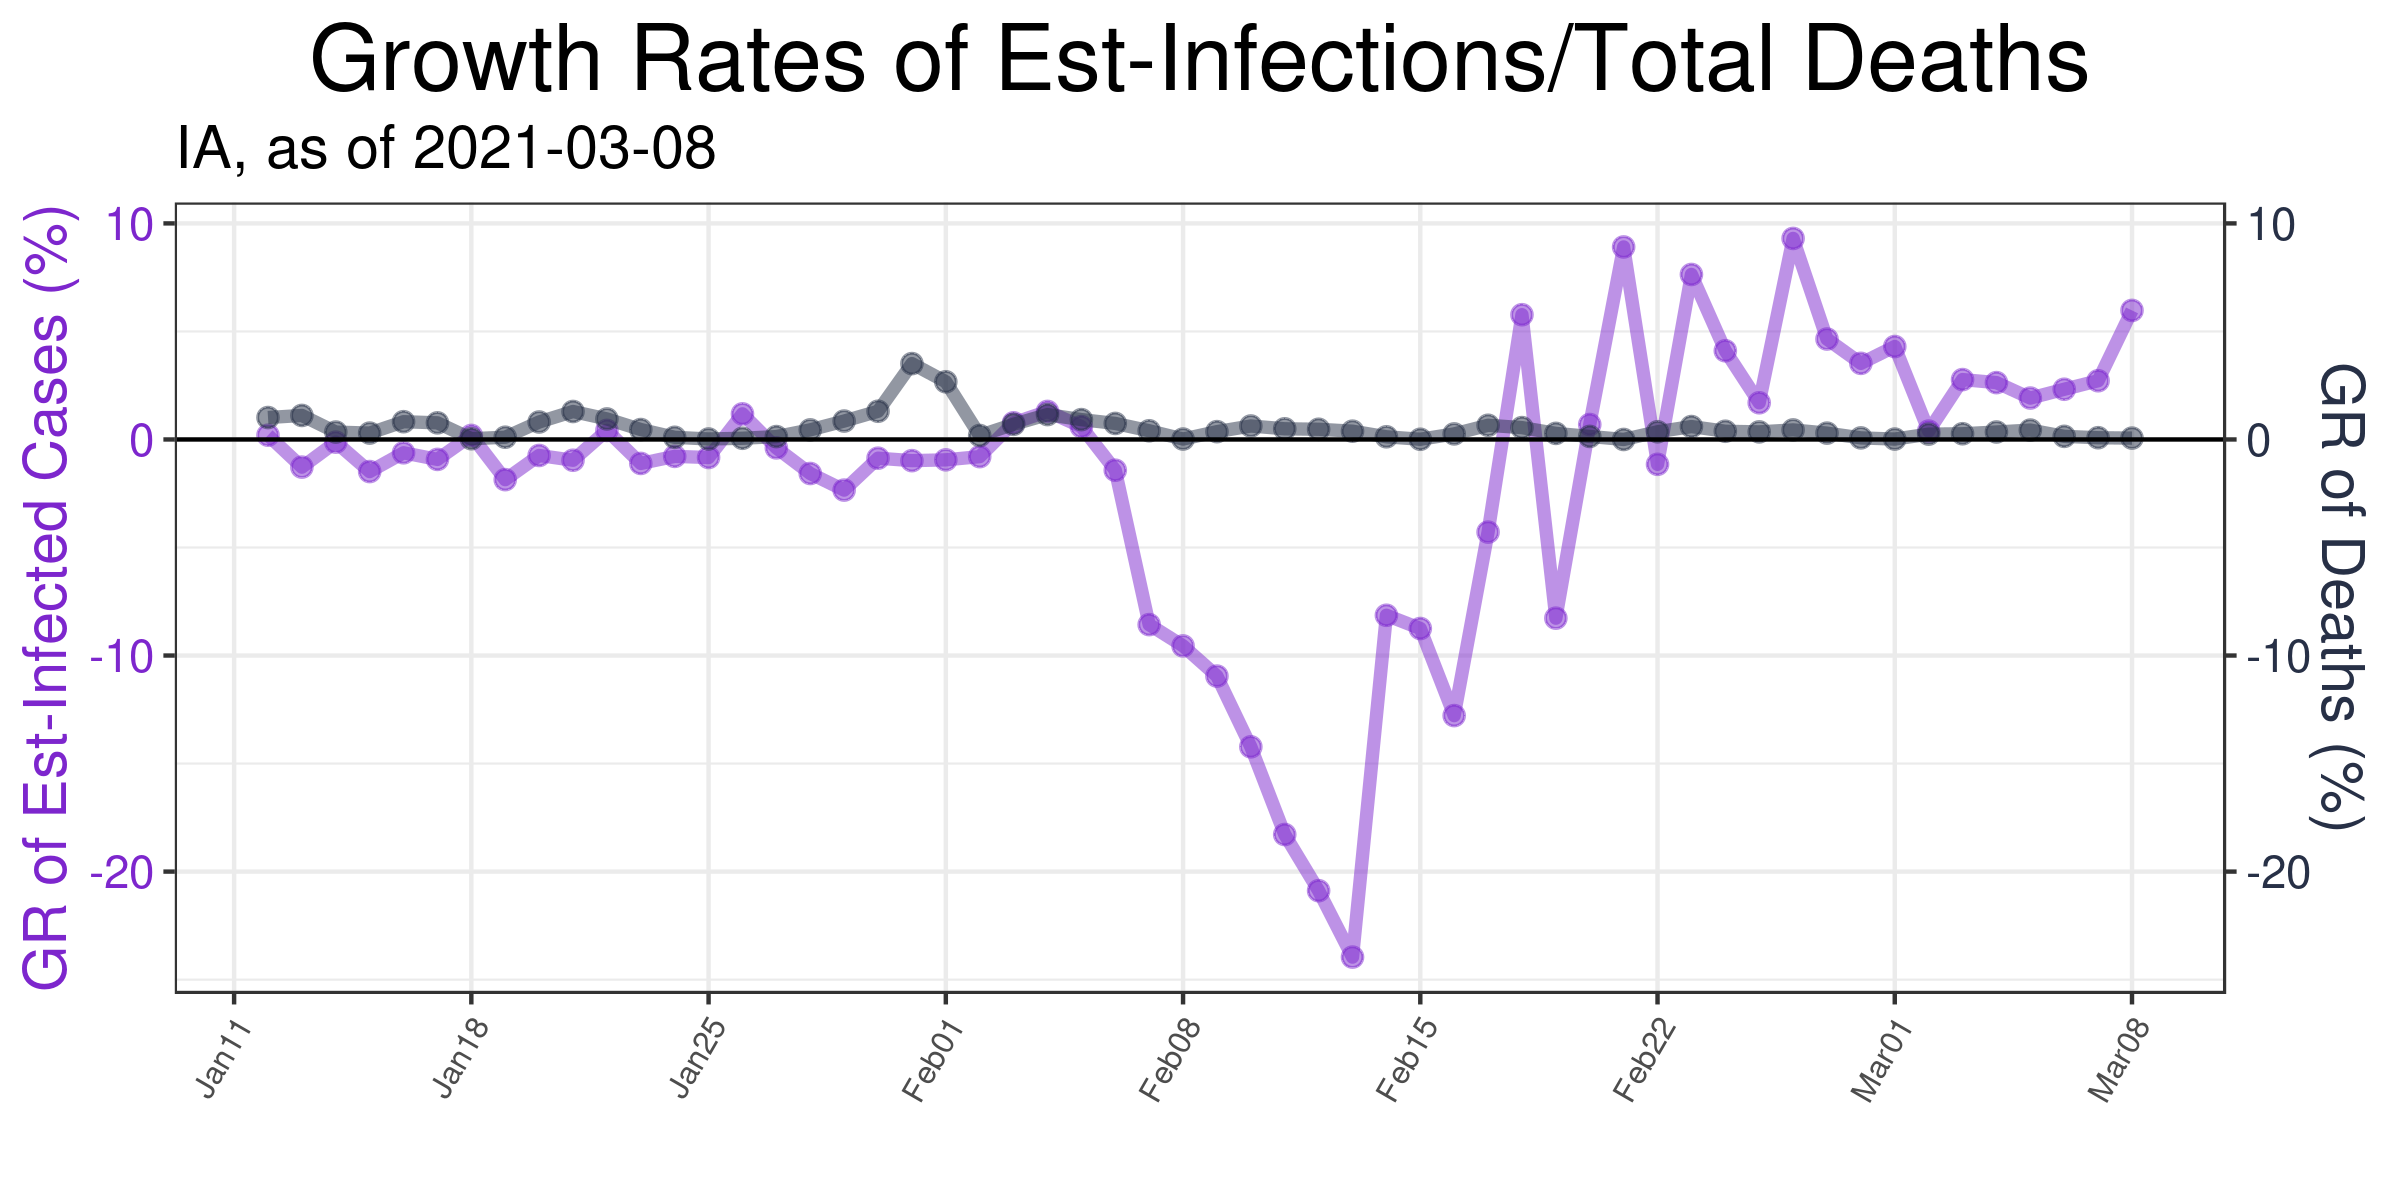 Growth Rates of Est-Infections/Total Deaths
IA, as of 2021-03-08
GR of Est-Infected Cases (%)
10
0
-10
-20
10
0
-10
-20
GR of Deaths (%)
Jan11
Jan18
Jan25
Feb01
Feb08
Feb15
Feb22
Mar01
Mar08